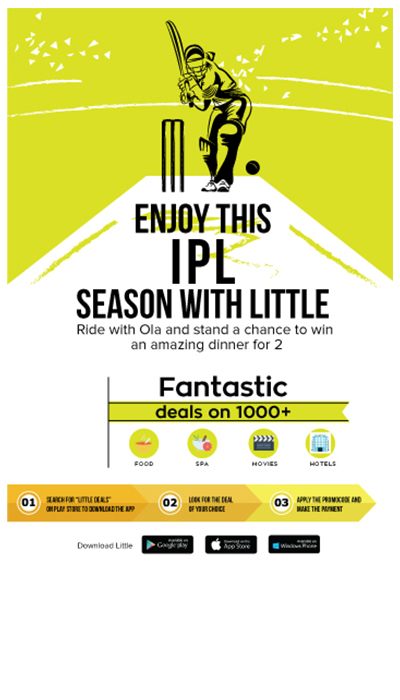 ENJOY THIS
IPL
SEASON WITH LITTLE
Ride with Ola and stand a chance to win
an amazing dinner for 2
Fantastic
deals on 1000+
FOOD SPA MOVIES HOTELS
01 SEARCH FOR "LITTLE DEALS"
ON PLAY STORE TO DOWNLOAD THE APP
02 LOOK FOR THE DEAL
OF YOUR CHOICE
03 APPLY THE PROMOCODE AND
MAKE THE PAYMENT
Download Little
Google play
App Store
Windows Phone